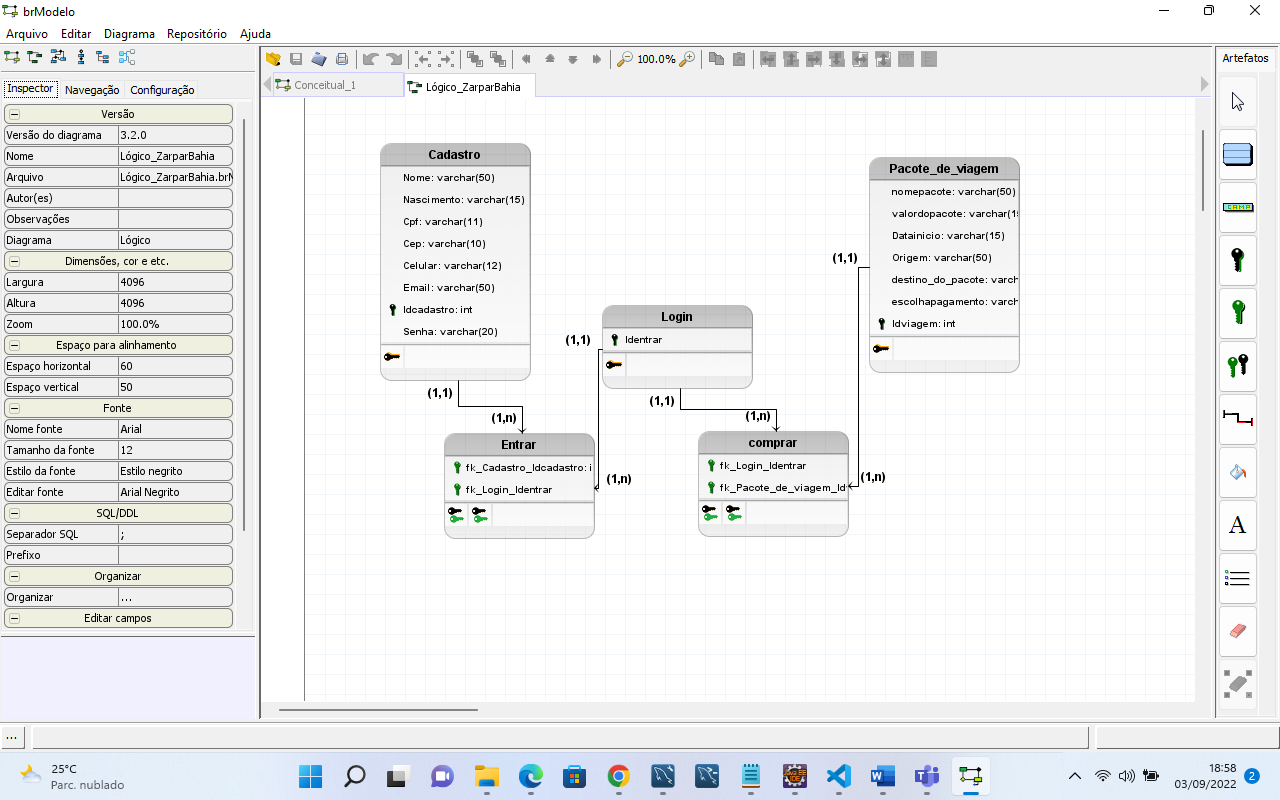 brModelo
Arquivo Editar Diagrama Repositório Ajuda
100.0%
Artefatos
Inspector Navegação Configuração
Conceitual_1 Lógico_ZarparBahia
Versão
Versão do diagrama 3.2.0
Nome Lógico_ZarparBahia
Arquivo Lógico_ZarparBahia.brM
Autor(es)
Observações
Diagrama Lógico
Dimensões, cor e etc.
Largura 4096
Altura 4096
Zoom 100.0%
Espaço para alinhamento
Espaço horizontal 60
Espaço vertical 50
Fonte
Nome fonte Arial
Tamanho da fonte 12
Estilo da fonte Estilo negrito
Editar fonte Arial Negrito
SQL/DDL
Separador SQL ;
Prefixo
Organizar
Organizar ...
Editar campos
Cadastro
Nome: varchar(50)
Nascimento: varchar(15)
Cpf: varchar(11)
Cep: varchar(10)
Celular: varchar(12)
Email: varchar(50)
Idcadastro: int
Senha: varchar(20)
(1,1)
(1,n)
Entrar
fk_Cadastro_Idcadastro: i
fk_Login_Identrar
(1,1)
(1,n)
Login
Identrar
(1,1)
(1,n)
comprar
fk_Login_Identrar
fk_Pacote_de_viagem_Id
(1,1)
(1,n)
Pacote_de_viagem
nomepacote: varchar(50)
valordopacote: varchar(15
Datainicio: varchar(15)
Origem: varchar(50)
destino_do_pacote: varch
escolhapagamento: varch
Idviagem: int
CAMP
A
...
25°C
Parc. nublado
JAVA EE
IDE
18:58
03/09/2022
2